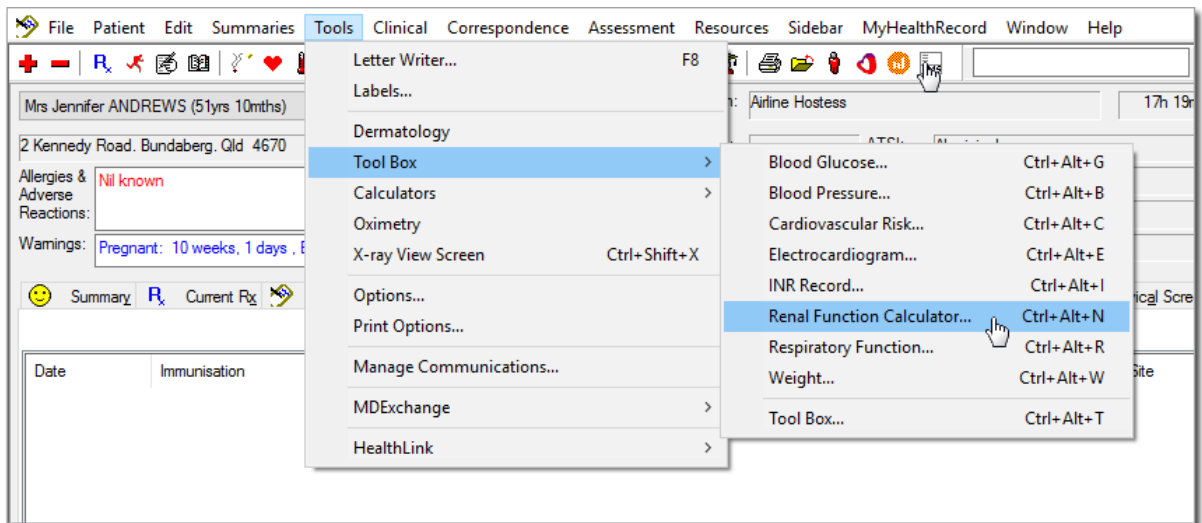 File Patient Edit Summaries Tools Clinical Correspondence Assessment Resources Sidebar MyHealthRecord Window Help
Mrs Jennifer ANDREWS (51yrs 10mths)
Airline Hostess
17h 19
2 Kennedy Road. Bundaberg. Qld 4670
Allergies & Adverse Reactions:
Nil known
Warnings:
Pregnant: 10 weeks, 1 days ,
Summary Current Rx
Date Immunisation
Site
Letter Writer... F8
Labels...
Dermatology
Tool Box
Calculators
Oximetry
X-ray View Screen Ctrl+Shift+X
Options...
Print Options...
Manage Communications...
MDExchange
HealthLink
Blood Glucose... Ctrl+Alt+G
Blood Pressure... Ctrl+Alt+B
Cardiovascular Risk... Ctrl+Alt+C
Electrocardiogram... Ctrl+Alt+E
INR Record... Ctrl+Alt+I
Renal Function Calculator... Ctrl+Alt+N
Respiratory Function... Ctrl+Alt+R
Weight... Ctrl+Alt+W
Tool Box... Ctrl+Alt+T